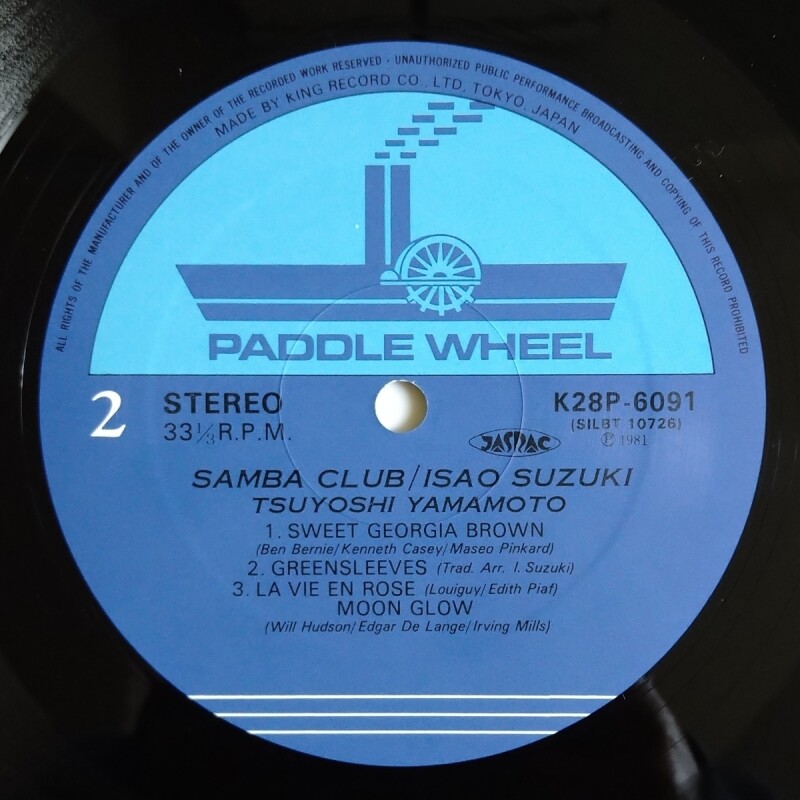 ALL RIGHTS OF THE MANUFACTURER AND OF THE OWNER OF THE RECORDED WORK RESERVED · UNAUTHORIZED PUBLIC PERFORMANCE BROADCASTING AND COPYING OF THIS RECORD PROHIBITED
MADE BY KING RECORD CO., LTD. TOKYO. JAPAN
PADDLE WHEEL
2 STEREO K28P-6091
33 1/3 R.P.M. JASRAC (SILBT 10726)
Ⓟ 1981
SAMBA CLUB/ISAO SUZUKI
TSUYOSHI YAMAMOTO
1. SWEET GEORGIA BROWN
(Ben Bernie/Kenneth Casey/Maseo Pinkard)
2. GREENSLEEVES (Trad. Arr. I. Suzuki)
3. LA VIE EN ROSE (Louiguy/Edith Piaf)
MOON GLOW
(Will Hudson/Edgar De Lange/Irving Mills)